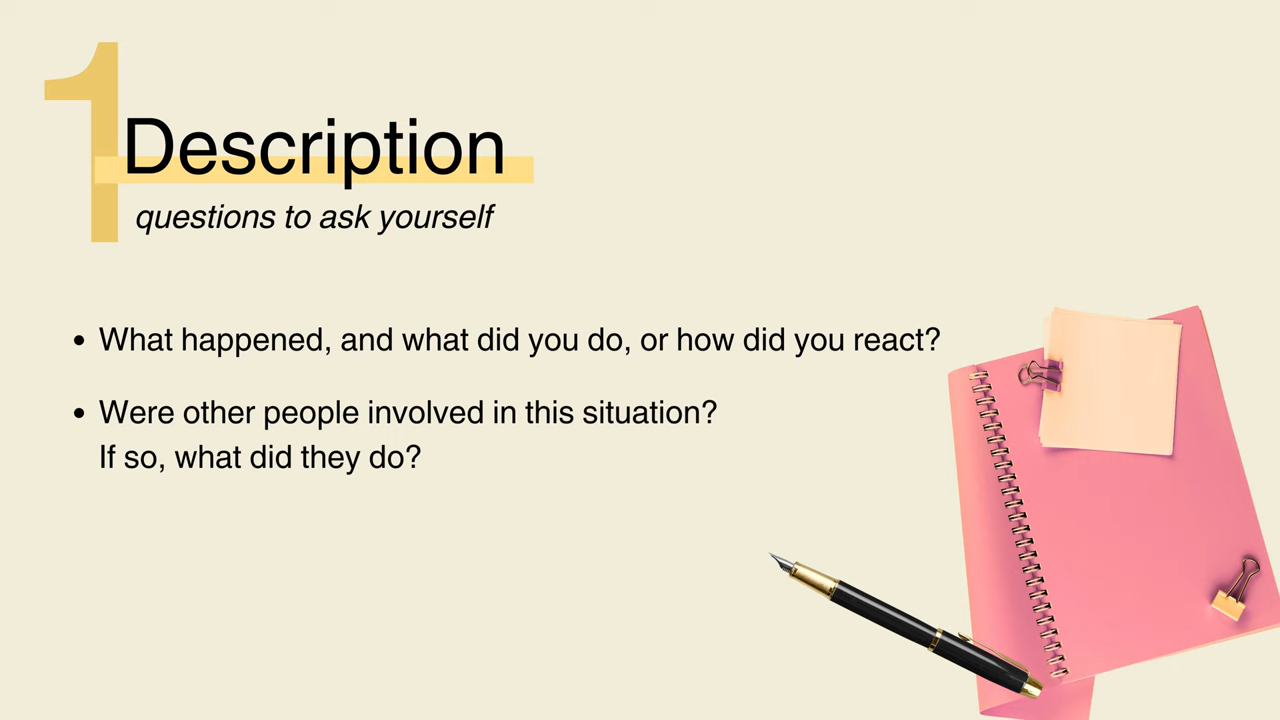 1
Description
questions to ask yourself
• What happened, and what did you do, or how did you react?
• Were other people involved in this situation?
If so, what did they do?